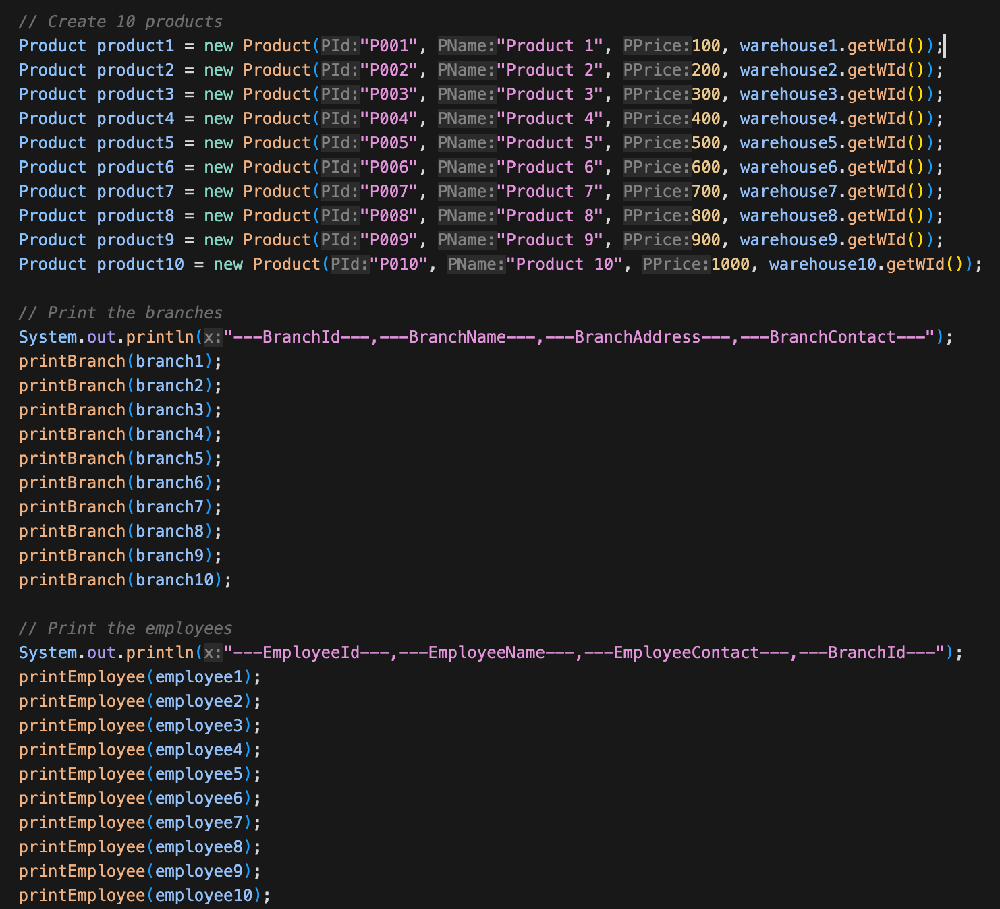 // Create 10 products
Product product1 = new Product(PId:"P001", PName:"Product 1", PPrice:100, warehouse1.getWId());
Product product2 = new Product(PId:"P002", PName:"Product 2", PPrice:200, warehouse2.getWId());
Product product3 = new Product(PId:"P003", PName:"Product 3", PPrice:300, warehouse3.getWId());
Product product4 = new Product(PId:"P004", PName:"Product 4", PPrice:400, warehouse4.getWId());
Product product5 = new Product(PId:"P005", PName:"Product 5", PPrice:500, warehouse5.getWId());
Product product6 = new Product(PId:"P006", PName:"Product 6", PPrice:600, warehouse6.getWId());
Product product7 = new Product(PId:"P007", PName:"Product 7", PPrice:700, warehouse7.getWId());
Product product8 = new Product(PId:"P008", PName:"Product 8", PPrice:800, warehouse8.getWId());
Product product9 = new Product(PId:"P009", PName:"Product 9", PPrice:900, warehouse9.getWId());
Product product10 = new Product(PId:"P010", PName:"Product 10", PPrice:1000, warehouse10.getWId());
// Print the branches
System.out.println(x:"---BranchId---,---BranchName---,---BranchAddress---,---BranchContact---");
printBranch(branch1);
printBranch(branch2);
printBranch(branch3);
printBranch(branch4);
printBranch(branch5);
printBranch(branch6);
printBranch(branch7);
printBranch(branch8);
printBranch(branch9);
printBranch(branch10);
// Print the employees
System.out.println(x:"---EmployeeId---,---EmployeeName---,---EmployeeContact---,---BranchId---");
printEmployee(employee1);
printEmployee(employee2);
printEmployee(employee3);
printEmployee(employee4);
printEmployee(employee5);
printEmployee(employee6);
printEmployee(employee7);
printEmployee(employee8);
printEmployee(employee9);
printEmployee(employee10);